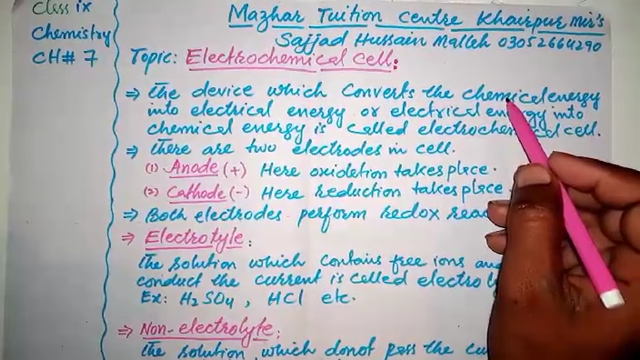 Class ix
Chemistry
CH# 7
Mazhar Tuition Centre Khairpur mir's
Sajjad Hussain Malleh 03052664290
Topic: Electrochemical cell:
⇒ The device which converts the chemical energy
into electrical energy or electrical energy into
chemical energy is called electrochemical cell.
⇒ There are two electrodes in cell.
(1) Anode (+) Here oxidation takes place.
(2) Cathode (-) Here reduction takes place
⇒ Both electrodes perform redox
⇒ Electrotyle:
The solution which contains free ions and
conduct the current is called
Ex: H₂SO₄, HCl etc.
⇒ Non-electrolyte:
The solution which donot pass the